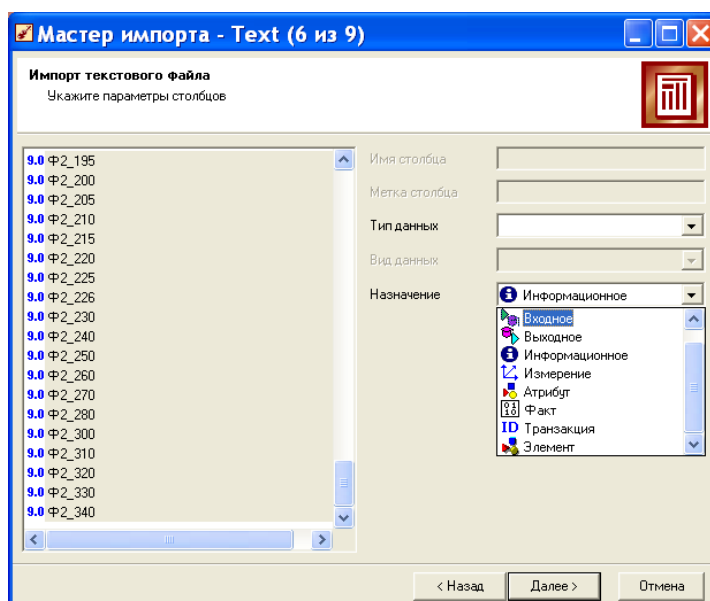 Мастер импорта - Text (6 из 9)
Импорт текстового файла
Укажите параметры столбцов
9.0 Ф2_195
9.0 Ф2_200
9.0 Ф2_205
9.0 Ф2_210
9.0 Ф2_215
9.0 Ф2_220
9.0 Ф2_225
9.0 Ф2_226
9.0 Ф2_230
9.0 Ф2_240
9.0 Ф2_250
9.0 Ф2_260
9.0 Ф2_270
9.0 Ф2_280
9.0 Ф2_300
9.0 Ф2_310
9.0 Ф2_320
9.0 Ф2_330
9.0 Ф2_340
Имя столбца
Метка столбца
Тип данных
Вид данных
Назначение
Информационное
Входное
Выходное
Информационное
Измерение
Атрибут
Факт
ID Транзакция
Элемент
< Назад
Далее >
Отмена